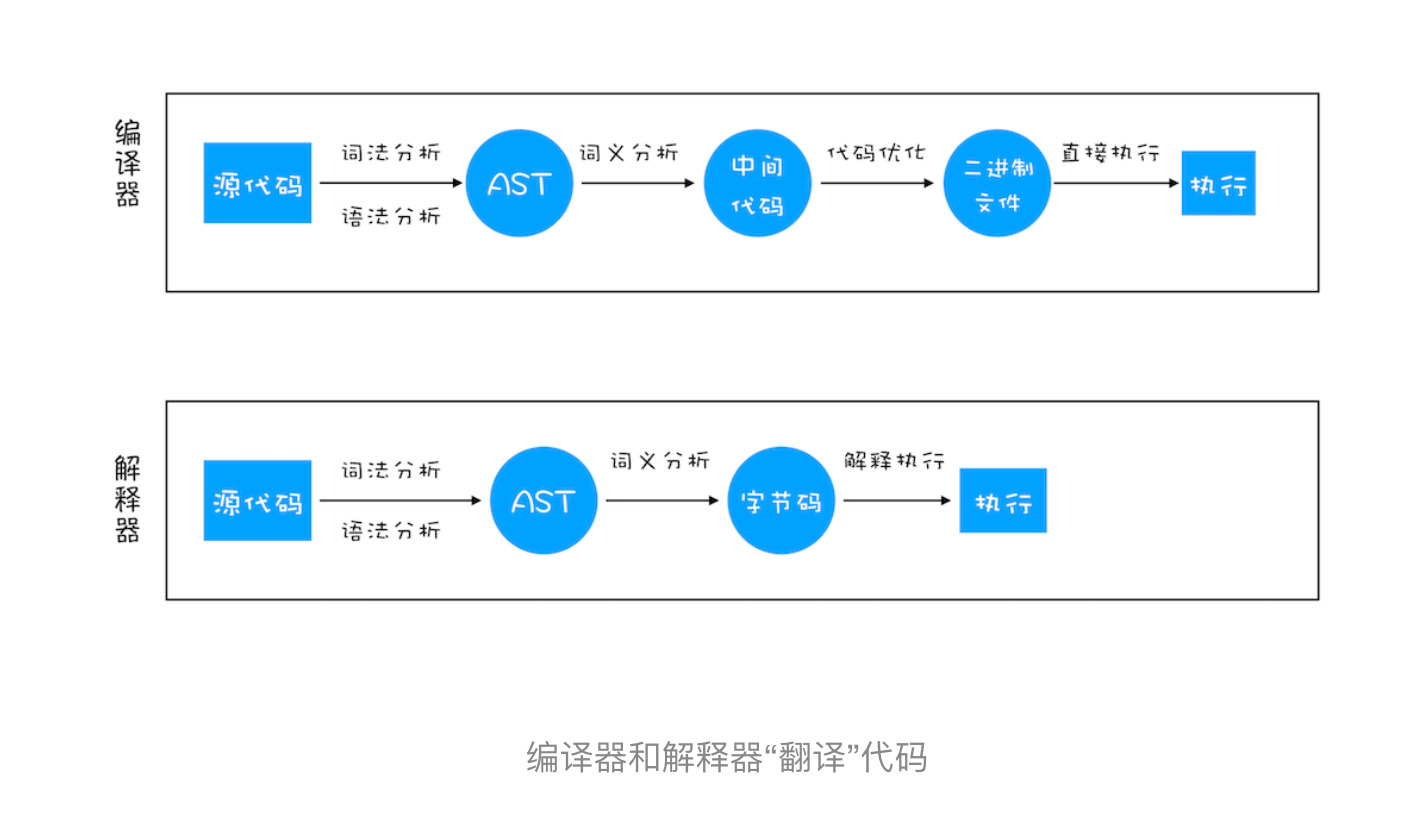 编译器
源代码
词法分析
语法分析
AST
词义分析
中间
代码
代码优化
二进制
文件
直接执行
执行
解释器
源代码
词法分析
语法分析
AST
词义分析
字节码
解释执行
执行
编译器和解释器“翻译”代码